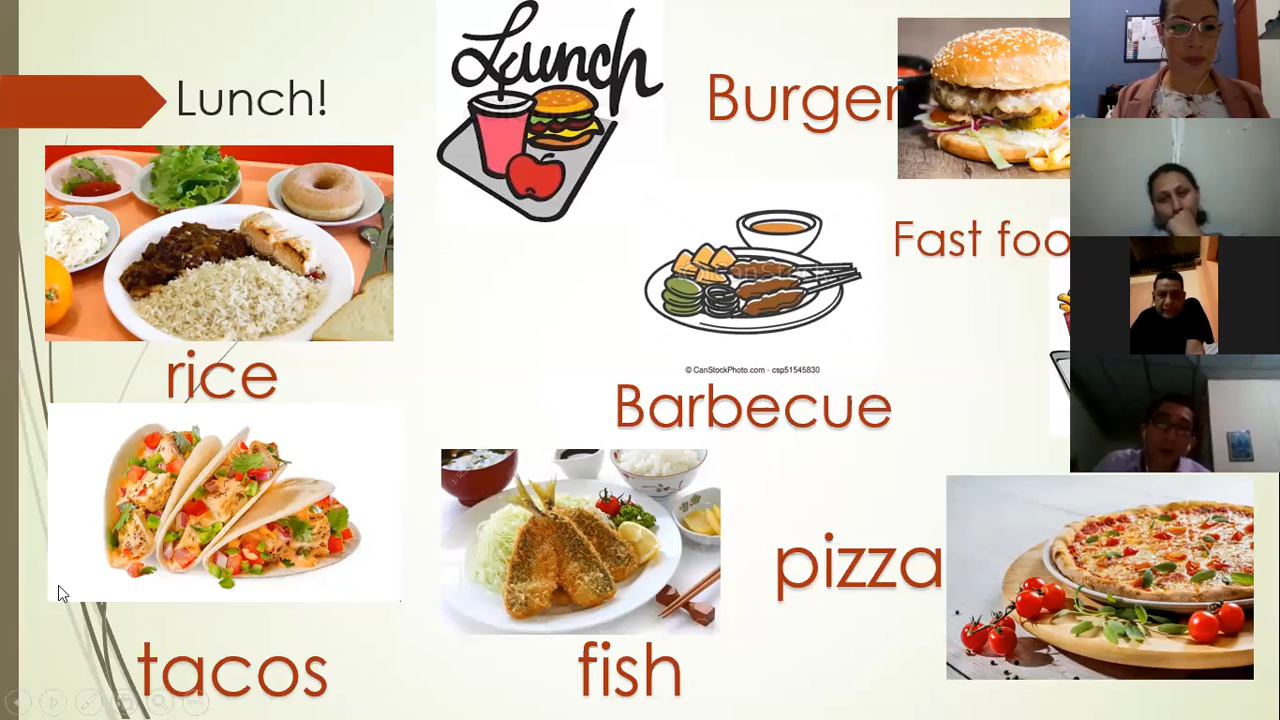 Lunch!
Lunch
Burger
Fast foo
rice
© CanStockPhoto.com - csp51545830
Barbecue
tacos
fish
pizza